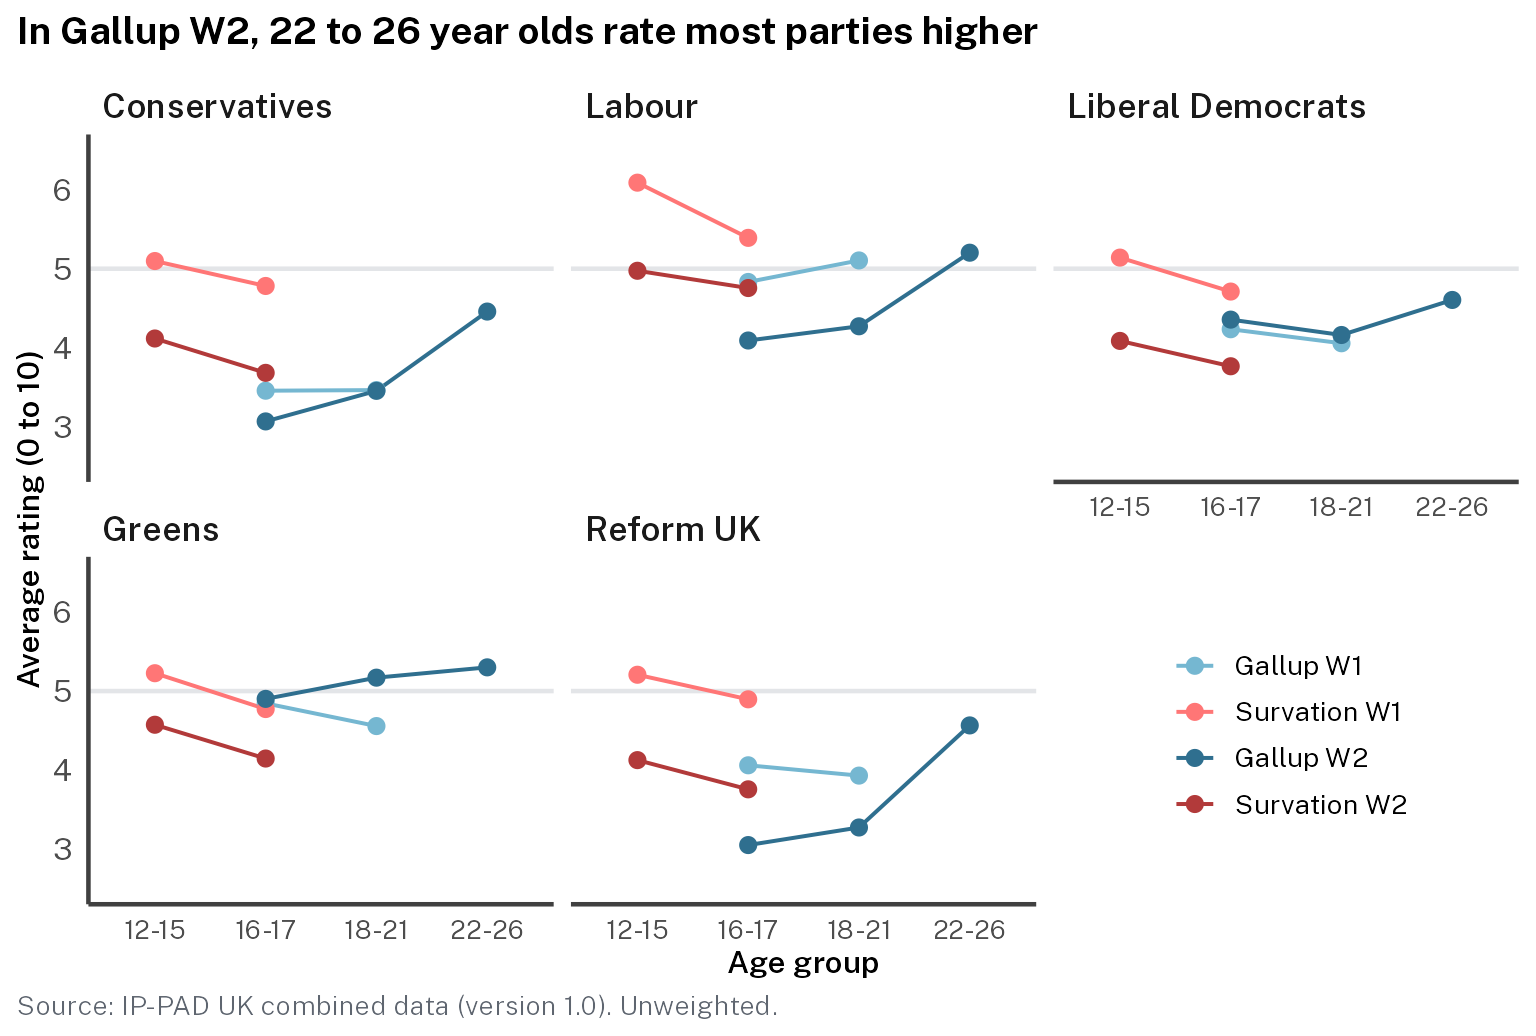 In Gallup W2, 22 to 26 year olds rate most parties higher
Conservatives
Labour
Liberal Democrats
Average rating (0 to 10)
6
5
4
3
12-15 16-17 18-21 22-26
Greens
Reform UK
6
5
4
3
Gallup W1
Survation W1
Gallup W2
Survation W2
12-15 16-17 18-21 22-26
12-15 16-17 18-21 22-26
Age group
Source: IP-PAD UK combined data (version 1.0). Unweighted.